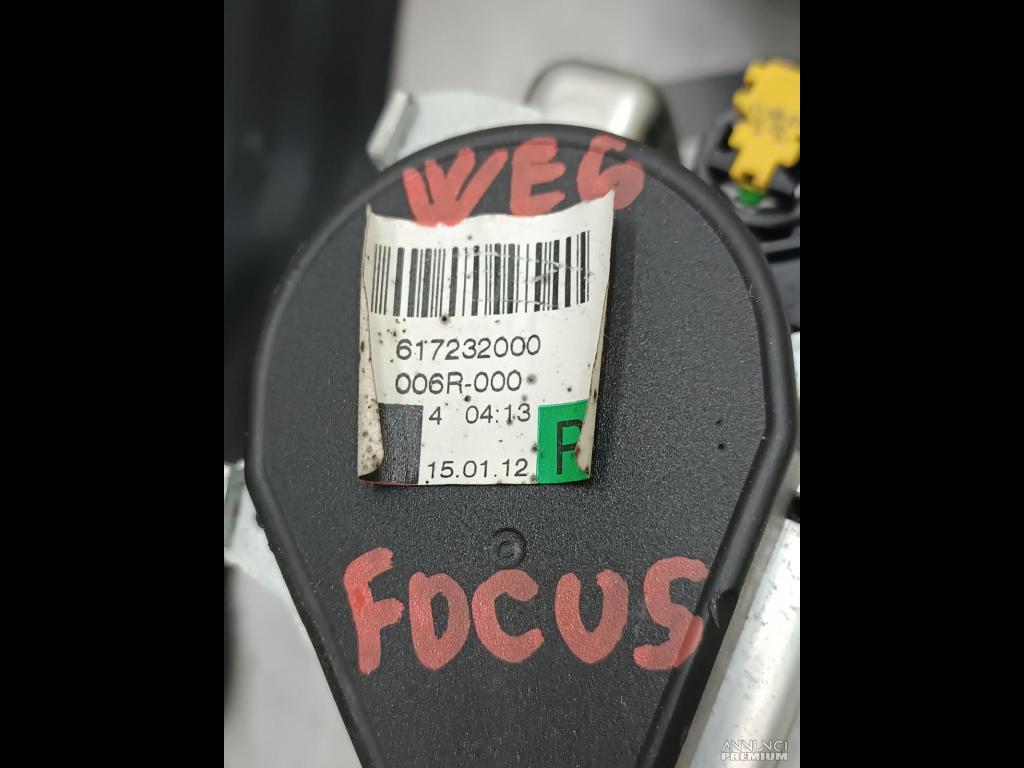 WEG
617232000
006R-000
4 04:13
R
15.01.12
FOCUS
ANNUNCI
PREMIUM